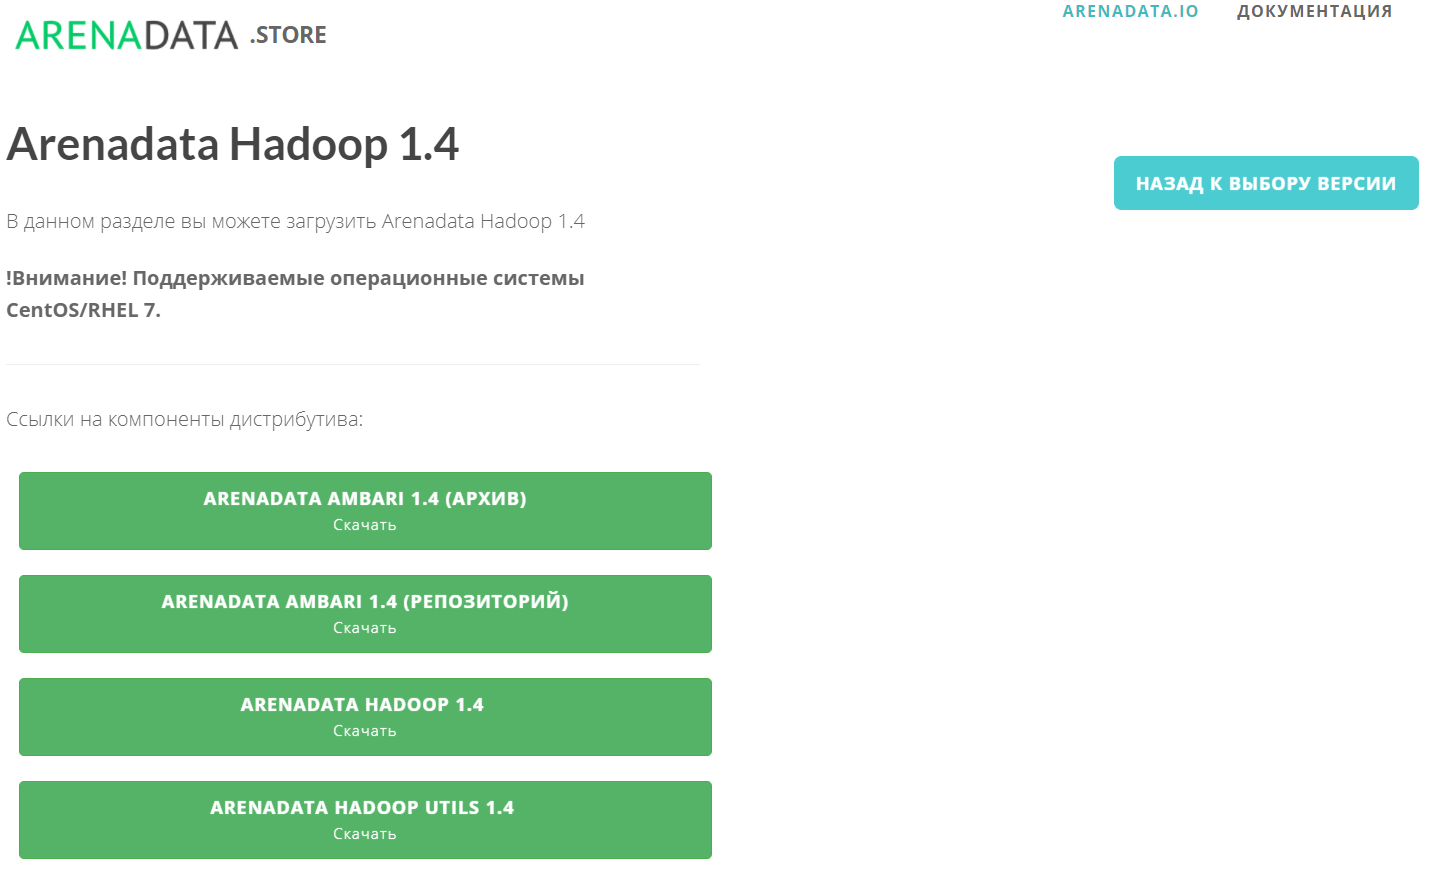 ARENADATA .STORE
ARENADATA.IO ДОКУМЕНТАЦИЯ
Arenadata Hadoop 1.4
НАЗАД К ВЫБОРУ ВЕРСИИ
В данном разделе вы можете загрузить Arenadata Hadoop 1.4
!Внимание! Поддерживаемые операционные системы
CentOS/RHEL 7.
Ссылки на компоненты дистрибутива:
ARENADATA AMBARI 1.4 (АРХИВ)
Скачать
ARENADATA AMBARI 1.4 (РЕПОЗИТОРИЙ)
Скачать
ARENADATA HADOOP 1.4
Скачать
ARENADATA HADOOP UTILS 1.4
Скачать